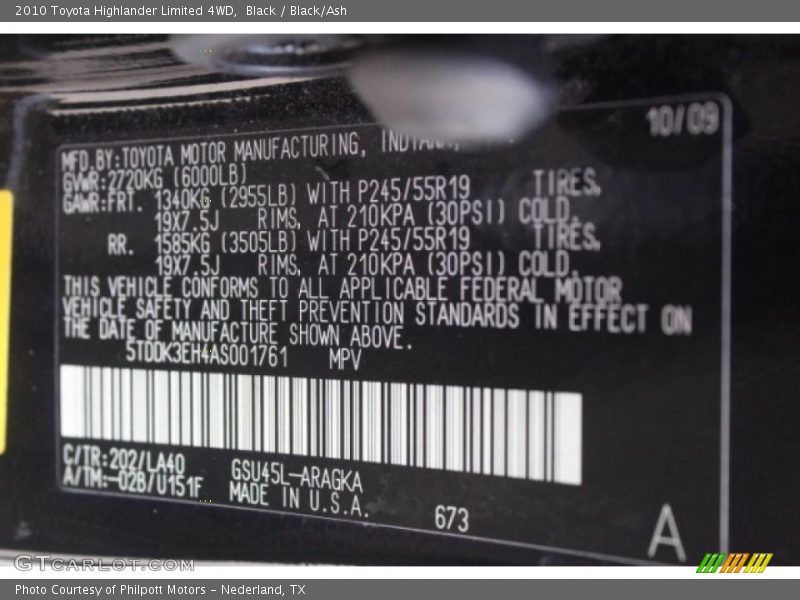 2010 Toyota Highlander Limited 4WD, Black / Black/Ash
10/09
MFD.BY:TOYOTA MOTOR MANUFACTURING, INDIANA,
GVWR:2720KG (6000LB)
GAWR:FRT. 1340KG (2955LB) WITH P245/55R19 TIRES,
19X7.5J RIMS, AT 210KPA (30PSI) COLD.
RR. 1585KG (3505LB) WITH P245/55R19 TIRES,
19X7.5J RIMS, AT 210KPA (30PSI) COLD.
THIS VEHICLE CONFORMS TO ALL APPLICABLE FEDERAL MOTOR
VEHICLE SAFETY AND THEFT PREVENTION STANDARDS IN EFFECT ON
THE DATE OF MANUFACTURE SHOWN ABOVE.
5TDDK3EH4AS001761 MPV
C/TR:202/LA40 GSU45L-ARAGKA
A/TM:-02B/U151F MADE IN U.S.A.
673
A
GTCARLOT.COM
Photo Courtesy of Philpott Motors - Nederland, TX